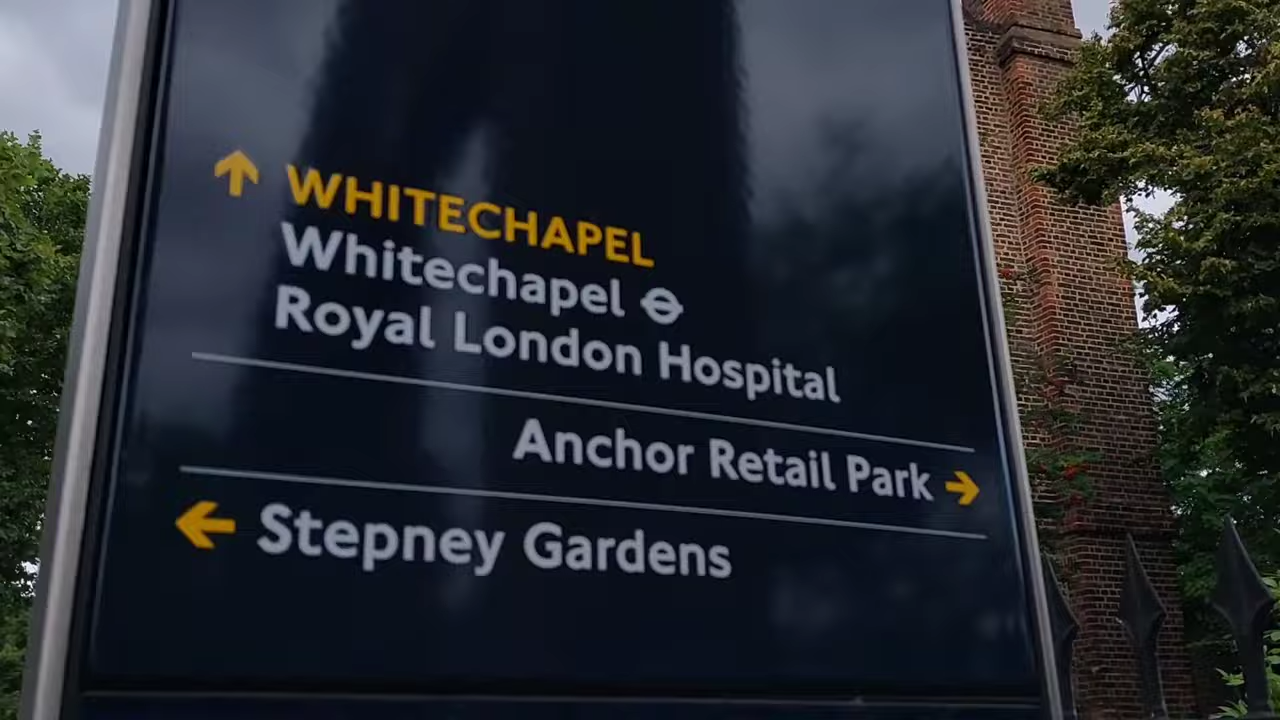 WHITECHAPEL
Whitechapel
Royal London Hospital
Anchor Retail Park
Stepney Gardens